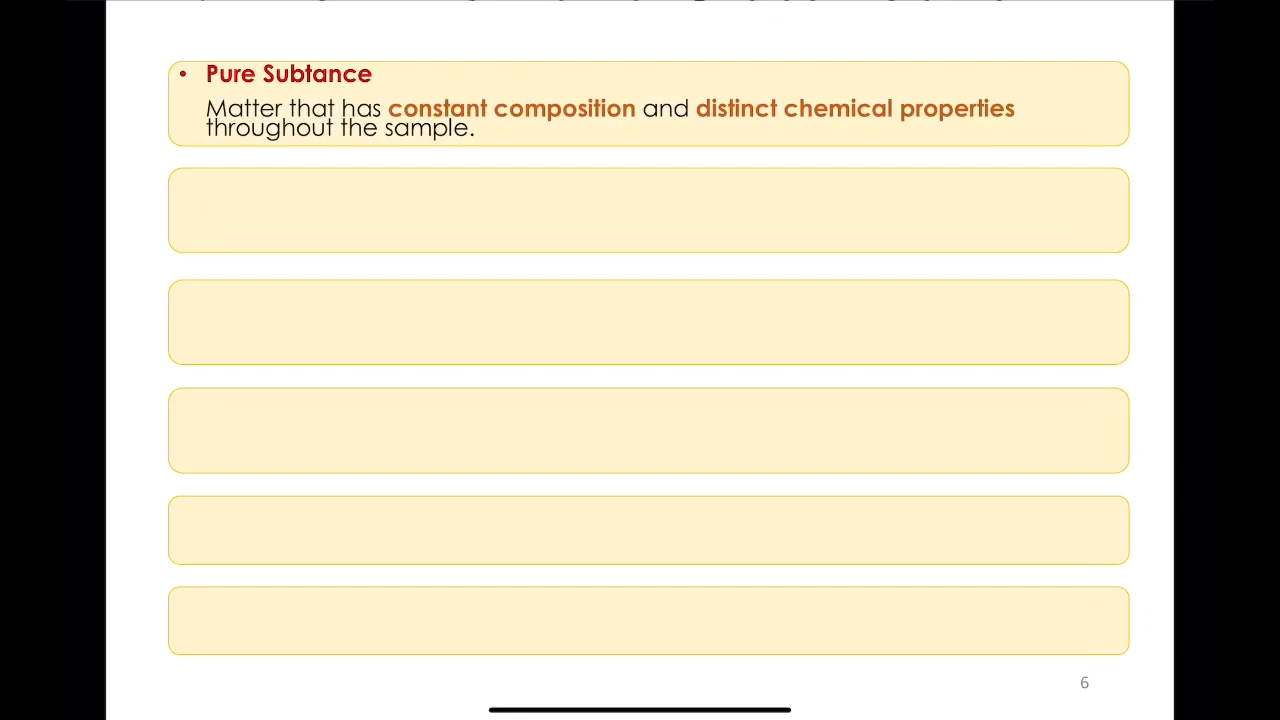 • Pure Subtance
Matter that has constant composition and distinct chemical properties
throughout the sample.
6